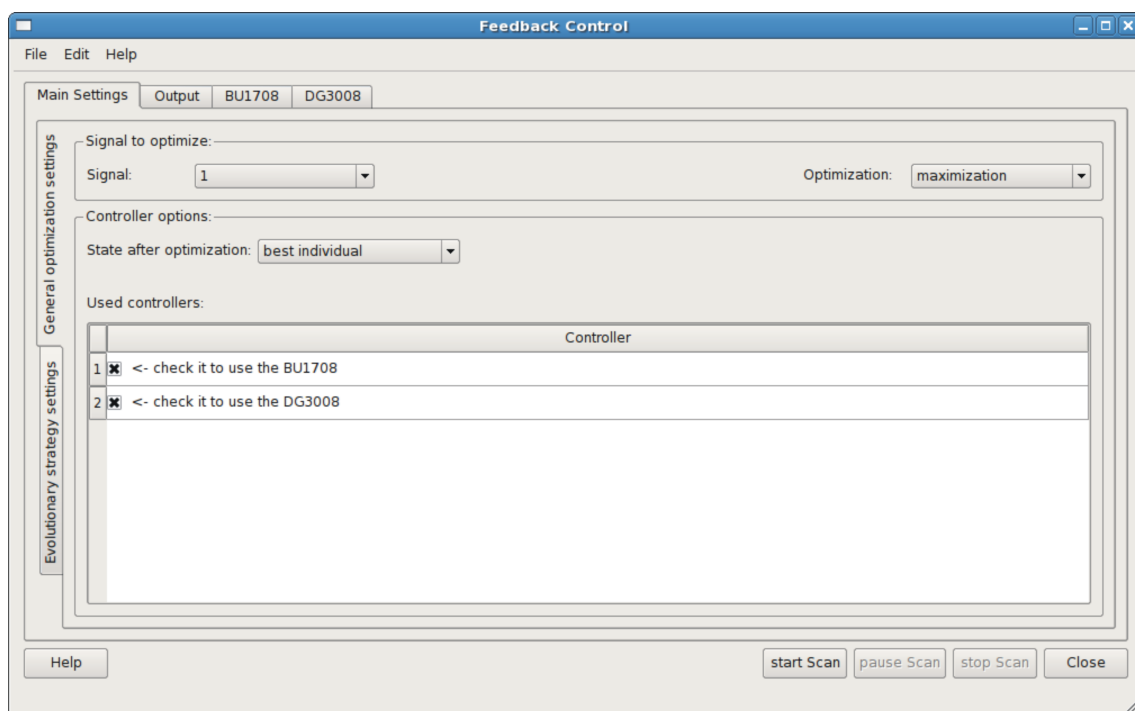 Feedback Control
File Edit Help
Main Settings Output BU1708 DG3008
General optimization settings
Evolutionary strategy settings
Signal to optimize:
Signal: 1 Optimization: maximization
Controller options:
State after optimization: best individual
Used controllers:
Controller
1 <- check it to use the BU1708
2 <- check it to use the DG3008
Help start Scan pause Scan stop Scan Close